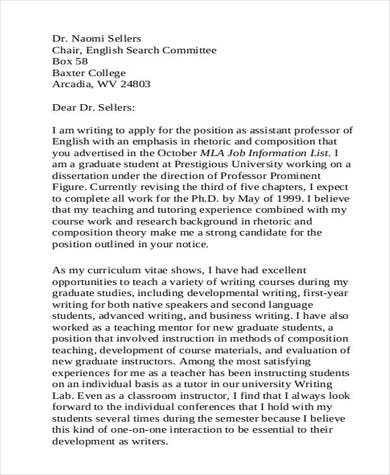 Dr. Naomi Sellers
Chair, English Search Committee
Box 58
Baxter College
Arcadia, WV 24803
Dear Dr. Sellers:
I am writing to apply for the position as assistant professor of
English with an emphasis in rhetoric and composition that
you advertised in the October MLA Job Information List. I
am a graduate student at Prestigious University working on a
dissertation under the direction of Professor Prominent
Figure. Currently revising the third of five chapters, I expect
to complete all work for the Ph.D. by May of 1999. I believe
that my teaching and tutoring experience combined with my
course work and research background in rhetoric and
composition theory make me a strong candidate for the
position outlined in your notice.
As my curriculum vitae shows, I have had excellent
opportunities to teach a variety of writing courses during my
graduate studies, including developmental writing, first-year
writing for both native speakers and second language
students, advanced writing, and business writing. I have also
worked as a teaching mentor for new graduate students, a
position that involved instruction in methods of composition
teaching, development of course materials, and evaluation of
new graduate instructors. Among the most satisfying
experiences for me as a teacher has been instructing students
on an individual basis as a tutor in our university Writing
Lab. Even as a classroom instructor, I find that I always look
forward to the individual conferences that I hold with my
students several times during the semester because I believe
this kind of one-on-one interaction to be essential to their
development as writers.